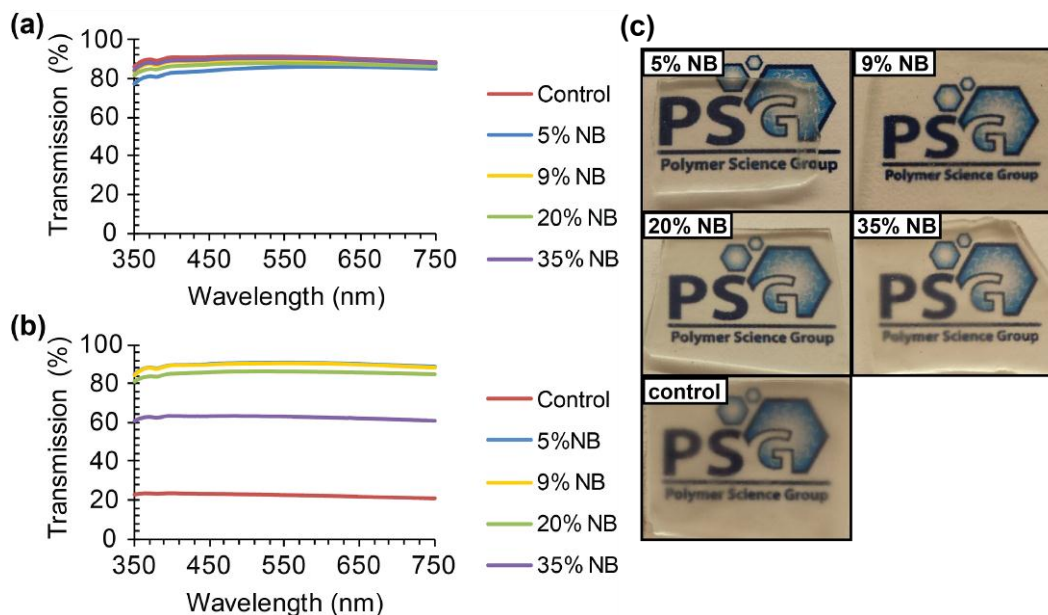 (a)
100
80
60
40
20
0
Transmission (%)
350 450 550 650 750
Wavelength (nm)
Control
5% NB
9% NB
20% NB
35% NB
(b)
100
80
60
40
20
0
Transmission (%)
350 450 550 650 750
Wavelength (nm)
Control
5%NB
9% NB
20% NB
35% NB
(c)
5% NB
PSG
Polymer Science Group
9% NB
PSG
Polymer Science Group
20% NB
PSG
Polymer Science Group
35% NB
PSG
Polymer Science Group
control
PSG
Polymer Science Group